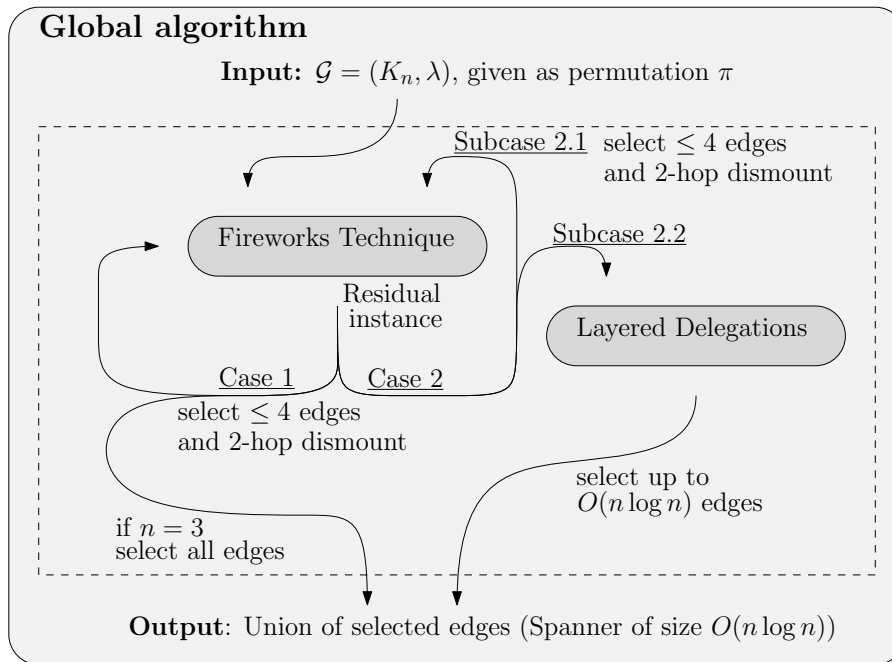 Global algorithm
Input: 𝒢 = (Kₙ, λ), given as permutation π
Subcase 2.1 select ≤ 4 edges
and 2-hop dismount
Fireworks Technique
Subcase 2.2
Residual
instance
Layered Delegations
Case 1
Case 2
select ≤ 4 edges
and 2-hop dismount
select up to
O(n log n) edges
if n = 3
select all edges
Output: Union of selected edges (Spanner of size O(n log n))